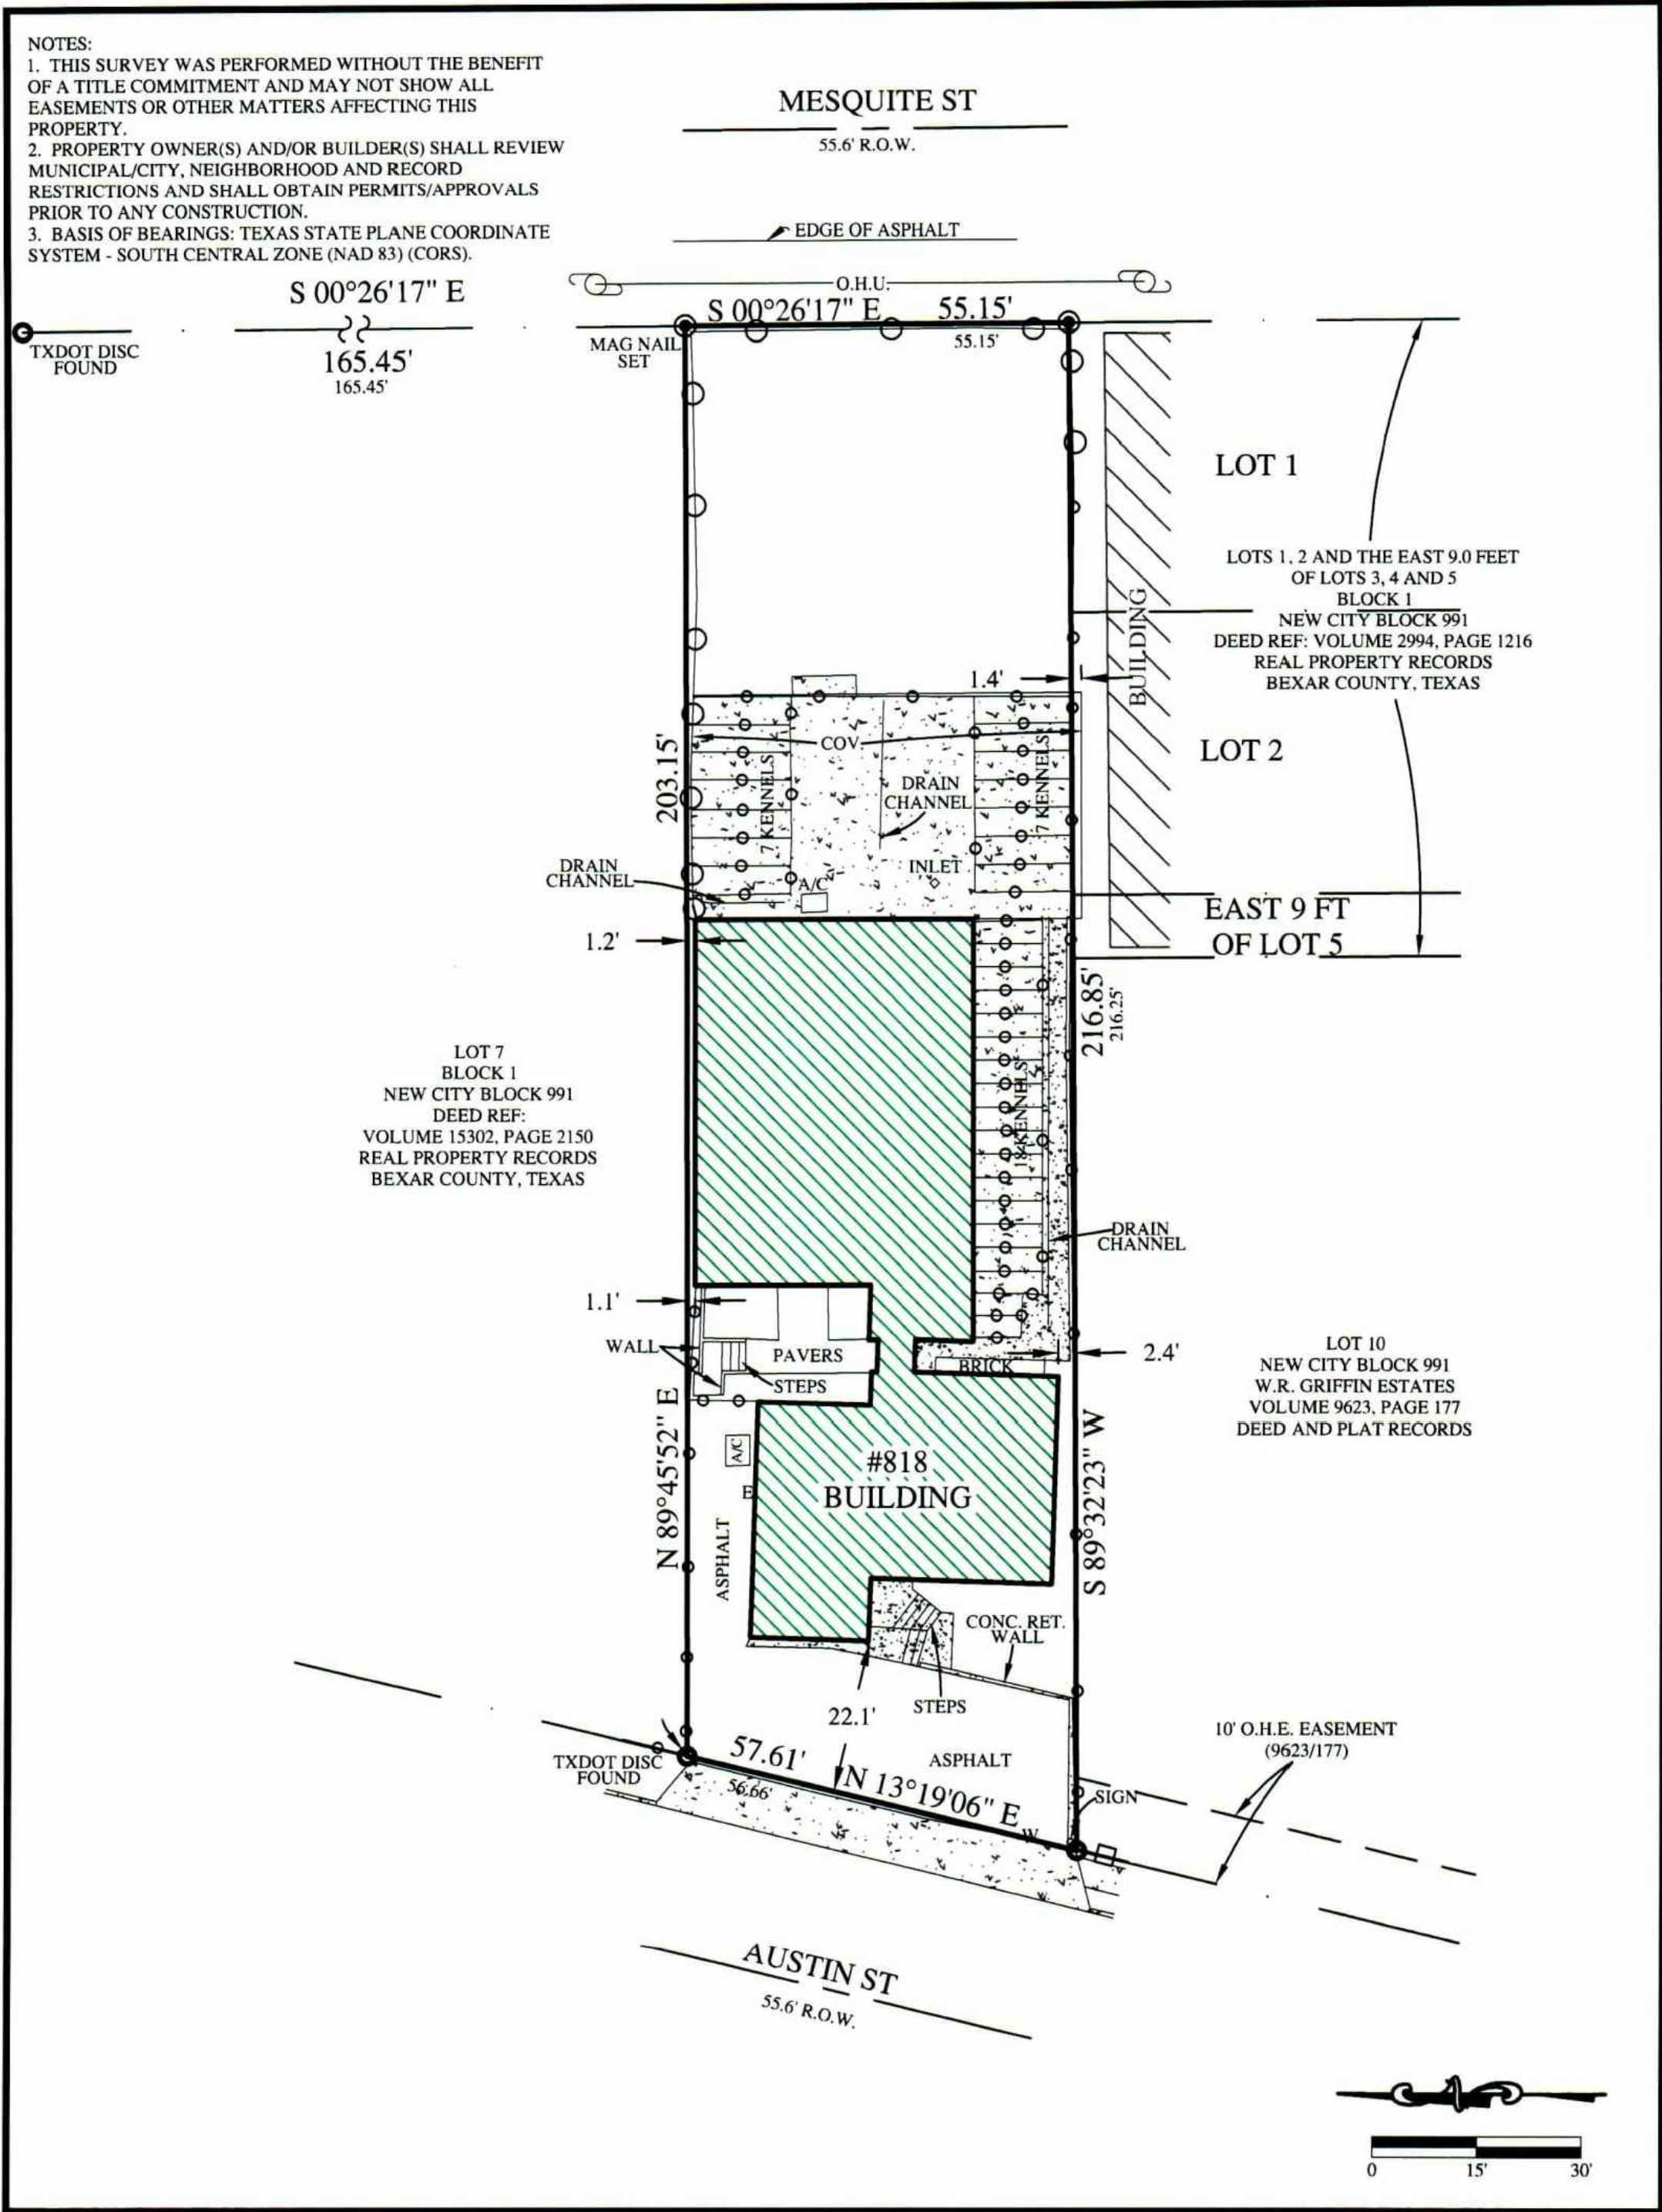 NOTES:
1. THIS SURVEY WAS PERFORMED WITHOUT THE BENEFIT
OF A TITLE COMMITMENT AND MAY NOT SHOW ALL
EASEMENTS OR OTHER MATTERS AFFECTING THIS
PROPERTY.
2. PROPERTY OWNER(S) AND/OR BUILDER(S) SHALL REVIEW
MUNICIPAL/CITY, NEIGHBORHOOD AND RECORD
RESTRICTIONS AND SHALL OBTAIN PERMITS/APPROVALS
PRIOR TO ANY CONSTRUCTION.
3. BASIS OF BEARINGS: TEXAS STATE PLANE COORDINATE
SYSTEM - SOUTH CENTRAL ZONE (NAD 83) (CORS).
MESQUITE ST
55.6' R.O.W.
EDGE OF ASPHALT
O.H.U.
S 00°26'17" E
165.45'
165.45'
TXDOT DISC
FOUND
S 00°26'17" E 55.15'
55.15'
MAG NAIL
SET
LOT 1
LOTS 1, 2 AND THE EAST 9.0 FEET
OF LOTS 3, 4 AND 5
BLOCK 1
NEW CITY BLOCK 991
DEED REF: VOLUME 2994, PAGE 1216
REAL PROPERTY RECORDS
BEXAR COUNTY, TEXAS
BUILDING
1.4'
LOT 2
203.15'
COV.
7 KENNELS
7 KENNELS
DRAIN
CHANNEL
INLET
A/C
DRAIN
CHANNEL
EAST 9 FT
OF LOT 5
1.2'
216.85'
216.25'
LOT 7
BLOCK 1
NEW CITY BLOCK 991
DEED REF:
VOLUME 15302, PAGE 2150
REAL PROPERTY RECORDS
BEXAR COUNTY, TEXAS
18 KENNELS
DRAIN
CHANNEL
1.1'
WALL
PAVERS
STEPS
BRICK
2.4'
LOT 10
NEW CITY BLOCK 991
W.R. GRIFFIN ESTATES
VOLUME 9623, PAGE 177
DEED AND PLAT RECORDS
N 89°45'52" E
A/C
E
ASPHALT
#818
BUILDING
S 89°32'23" W
CONC. RET.
WALL
STEPS
22.1'
ASPHALT
10' O.H.E. EASEMENT
(9623/177)
TXDOT DISC
FOUND
57.61'
56.66'
N 13°19'06" E
W
SIGN
W
AUSTIN ST
55.6' R.O.W.
0 15' 30'